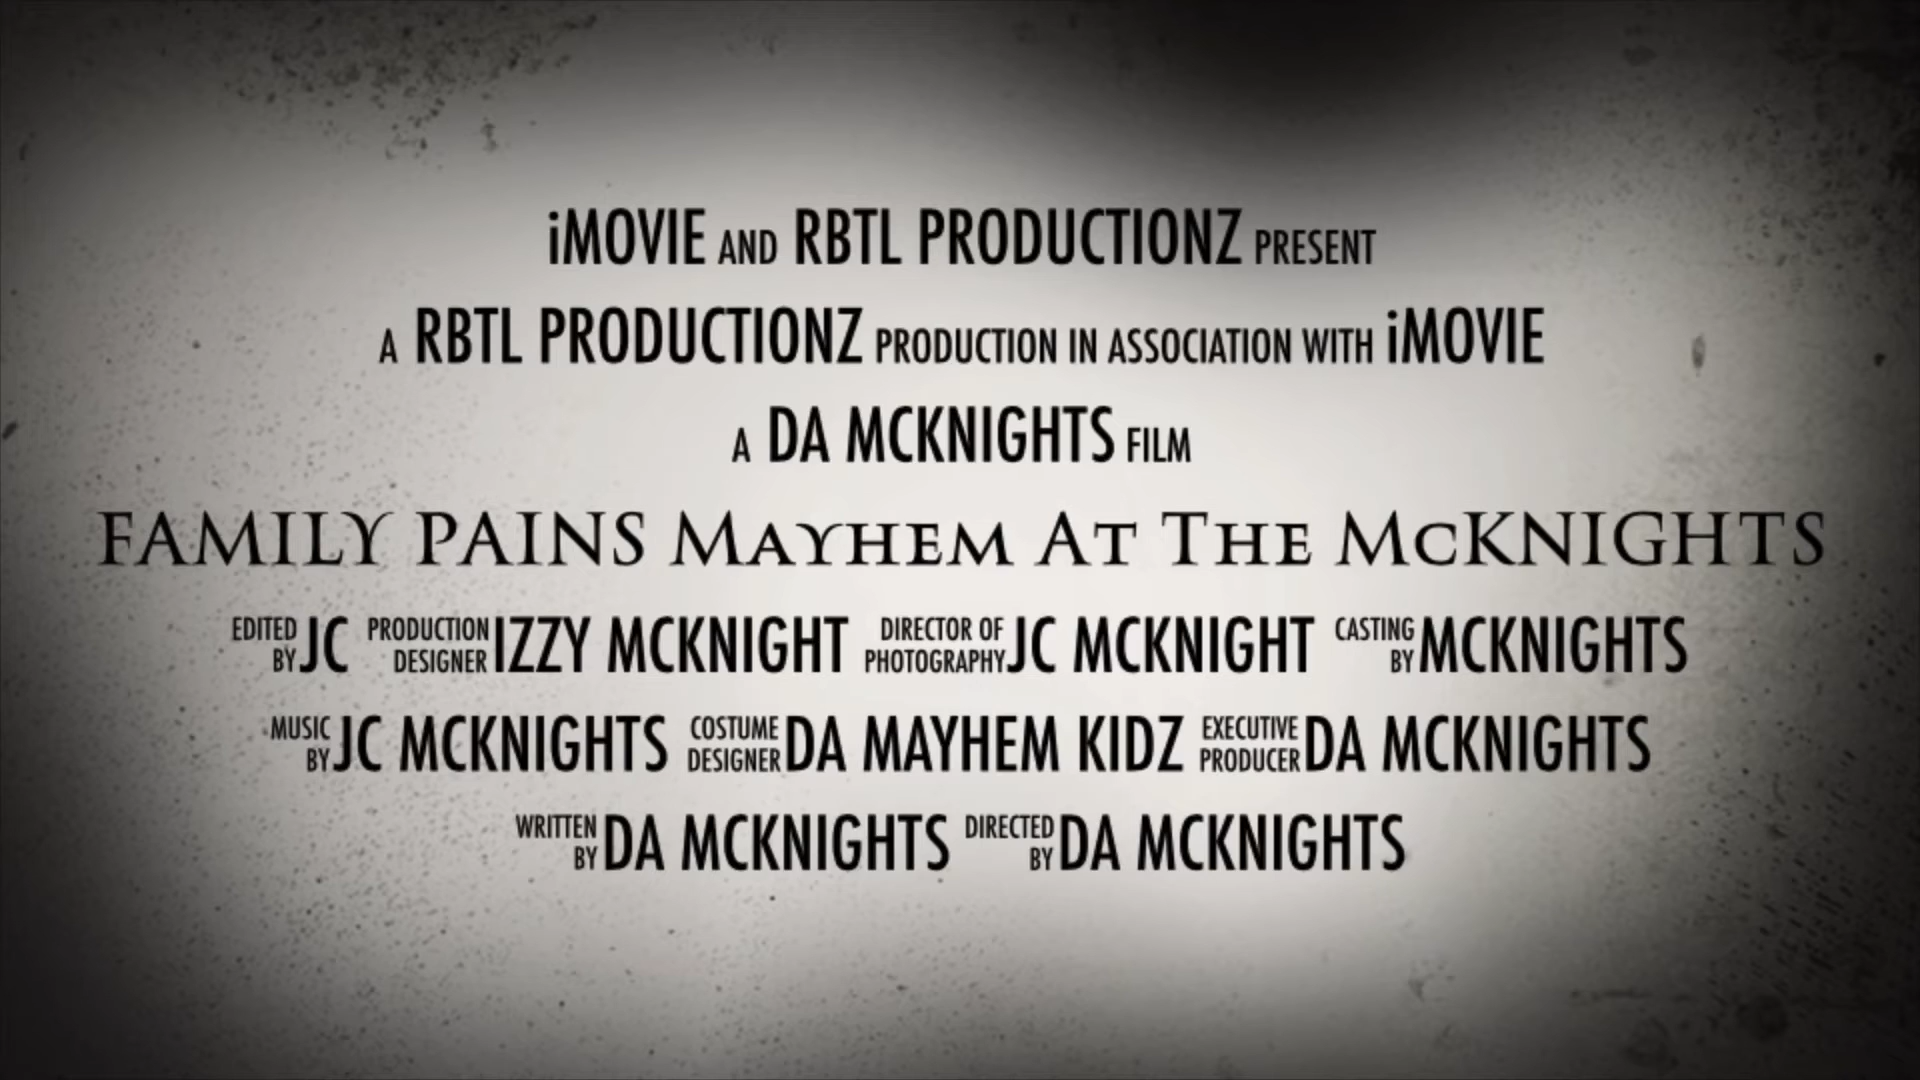 iMOVIE AND RBTL PRODUCTIONZ PRESENT
A RBTL PRODUCTIONZ PRODUCTION IN ASSOCIATION WITH iMOVIE
A DA MCKNIGHTS FILM
FAMILY PAINS MAYHEM AT THE McKNIGHTS
EDITED BY JC PRODUCTION DESIGNER IZZY MCKNIGHT DIRECTOR OF PHOTOGRAPHY JC MCKNIGHT CASTING BY MCKNIGHTS
MUSIC BY JC MCKNIGHTS COSTUME DESIGNER DA MAYHEM KIDZ EXECUTIVE PRODUCER DA MCKNIGHTS
WRITTEN BY DA MCKNIGHTS DIRECTED BY DA MCKNIGHTS